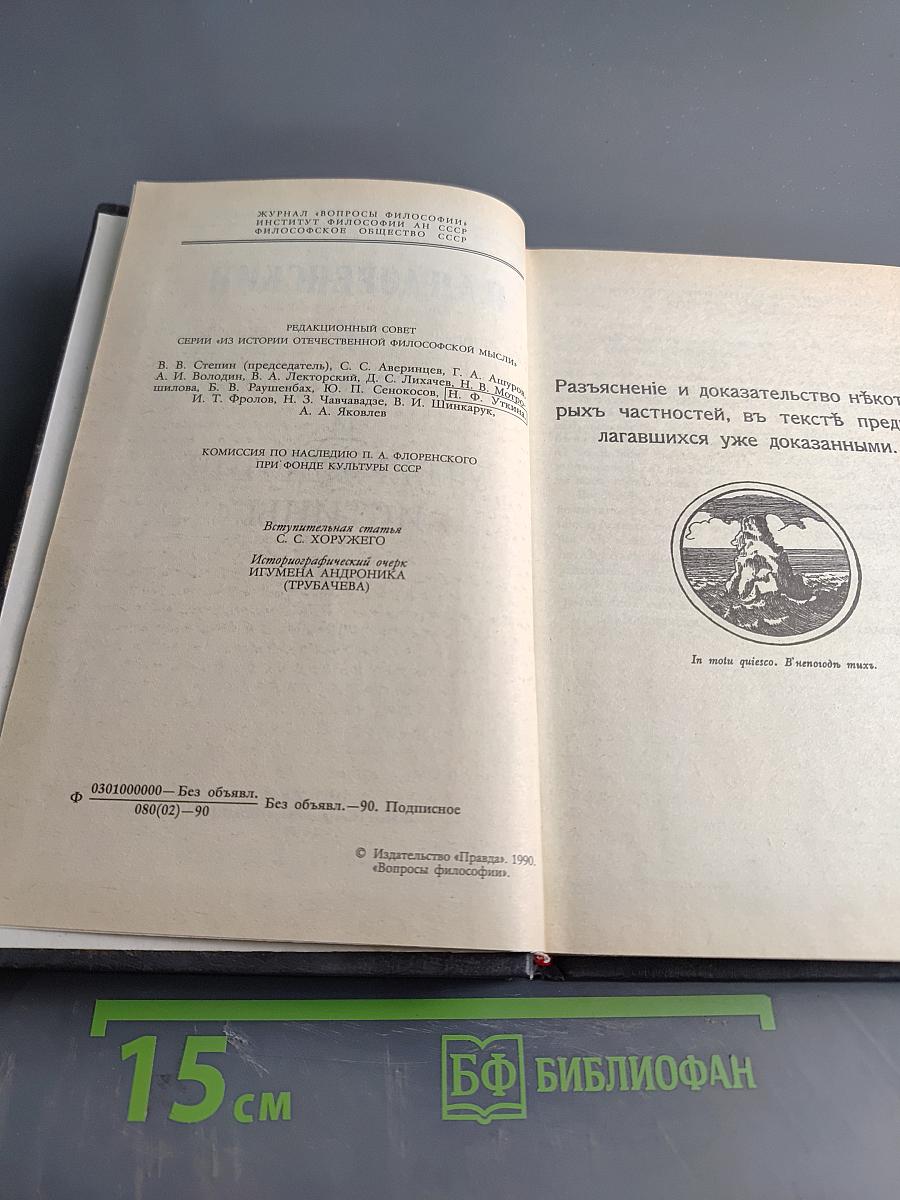 ЖУРНАЛ «ВОПРОСЫ ФИЛОСОФИИ»
ИНСТИТУТ ФИЛОСОФИИ АН СССР
ФИЛОСОФСКОЕ ОБЩЕСТВО СССР
РЕДАКЦИОННЫЙ СОВЕТ
СЕРИИ «ИЗ ИСТОРИИ ОТЕЧЕСТВЕННОЙ ФИЛОСОФСКОЙ МЫСЛИ»
В. В. Степин (председатель), С. С. Аверинцев, Г. А. Ашуров,
А. И. Володин, В. А. Лекторский, Д. С. Лихачев, Н. В. Мотро-
шилова, Б. В. Раушенбах, Ю. П. Сенокосов, Н. Ф. Уткина,
И. Т. Фролов, Н. З. Чавчавадзе, В. И. Шинкарук,
А. А. Яковлев
КОМИССИЯ ПО НАСЛЕДИЮ П. А. ФЛОРЕНСКОГО
ПРИ ФОНДЕ КУЛЬТУРЫ СССР
Вступительная статья
С. С. ХОРУЖЕГО
Историографический очерк
ИГУМЕНА АНДРОНИКА
(ТРУБАЧЕВА)
Ф 0301000000—Без объявл.
080(02)—90 Без объявл.—90. Подписное
© Издательство «Правда». 1990.
«Вопросы философии».
Разъясненіе и доказательство нѣкот
рыхъ частностей, въ текстѣ пред
лагавшихся уже доказанными.
In motu quiesco. В непогодѣ тихъ.
15 см
БФ БИБЛИОФАН